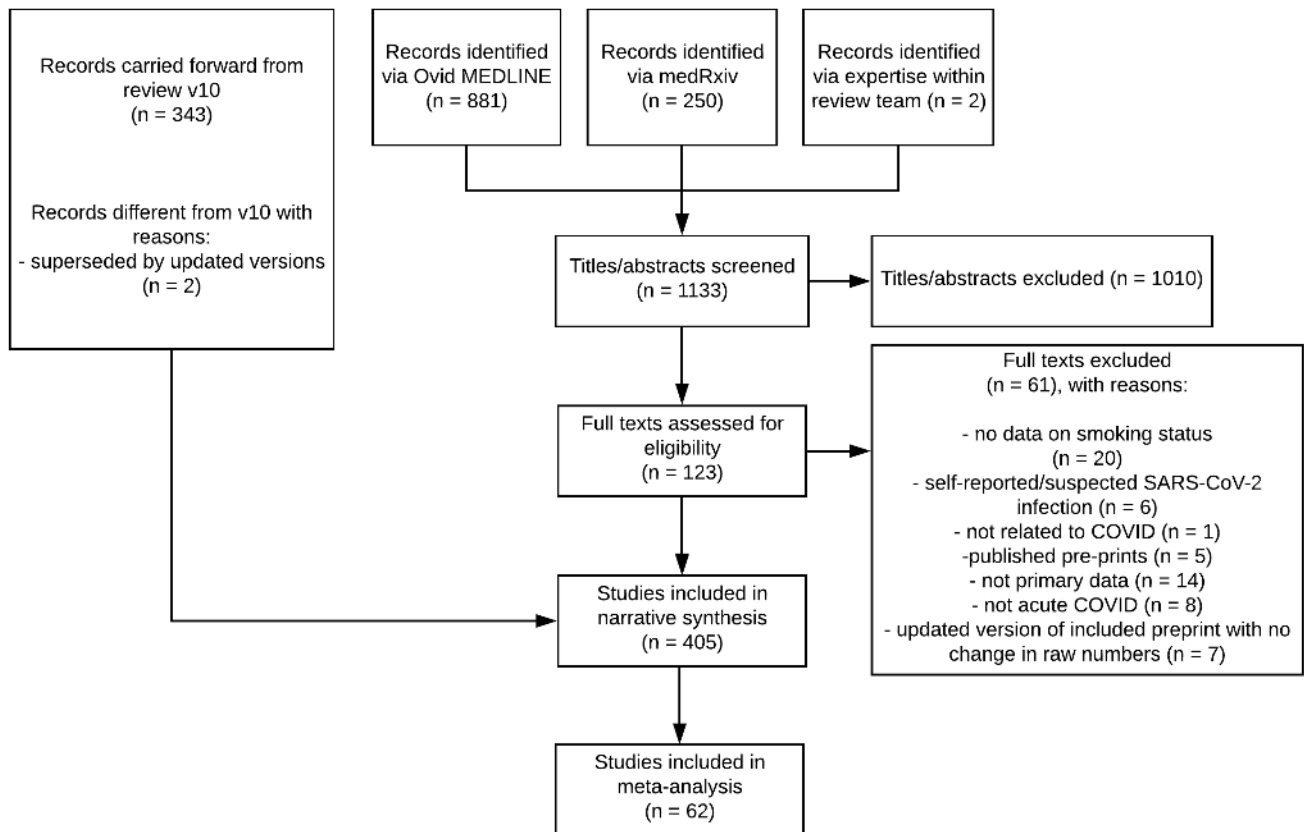 Records carried forward from
review v10
(n = 343)
Records different from v10 with
reasons:
- superseded by updated versions
(n = 2)
Records identified
via Ovid MEDLINE
(n = 881)
Records identified
via medRxiv
(n = 250)
Records identified
via expertise within
review team (n = 2)
Titles/abstracts screened
(n = 1133)
Titles/abstracts excluded (n = 1010)
Full texts assessed for
eligibility
(n = 123)
Full texts excluded
(n = 61), with reasons:
- no data on smoking status
(n = 20)
- self-reported/suspected SARS-CoV-2
infection (n = 6)
- not related to COVID (n = 1)
-published pre-prints (n = 5)
- not primary data (n = 14)
- not acute COVID (n = 8)
- updated version of included preprint with no
change in raw numbers (n = 7)
Studies included in
narrative synthesis
(n = 405)
Studies included in
meta-analysis
(n = 62)